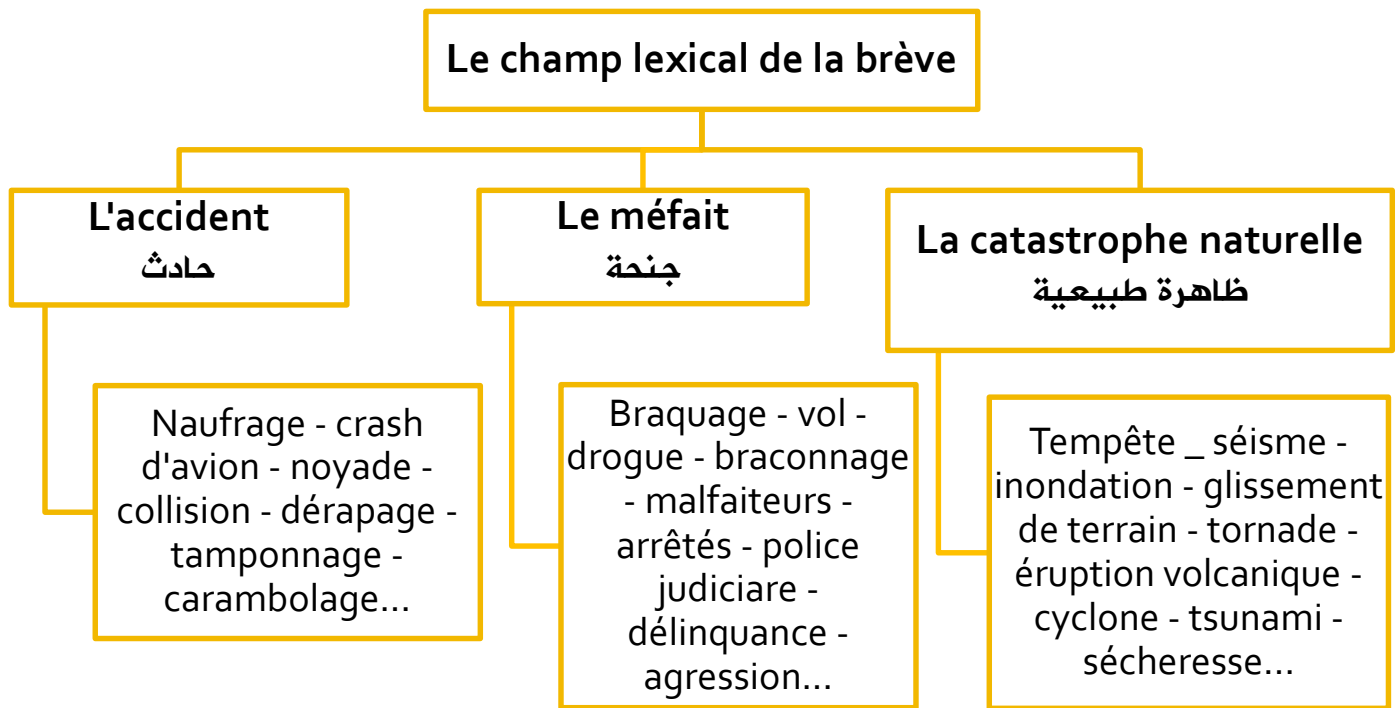 Le champ lexical de la brève
L'accident
حادث
Naufrage - crash
d'avion - noyade -
collision - dérapage -
tamponnage -
carambolage...
Le méfait
جنحة
Braquage - vol -
drogue - braconnage
- malfaiteurs -
arrêtés - police
judiciare -
délinquance -
agression...
La catastrophe naturelle
ظاهرة طبيعية
Tempête _ séisme -
inondation - glissement
de terrain - tornade -
éruption volcanique -
cyclone - tsunami -
sécheresse...